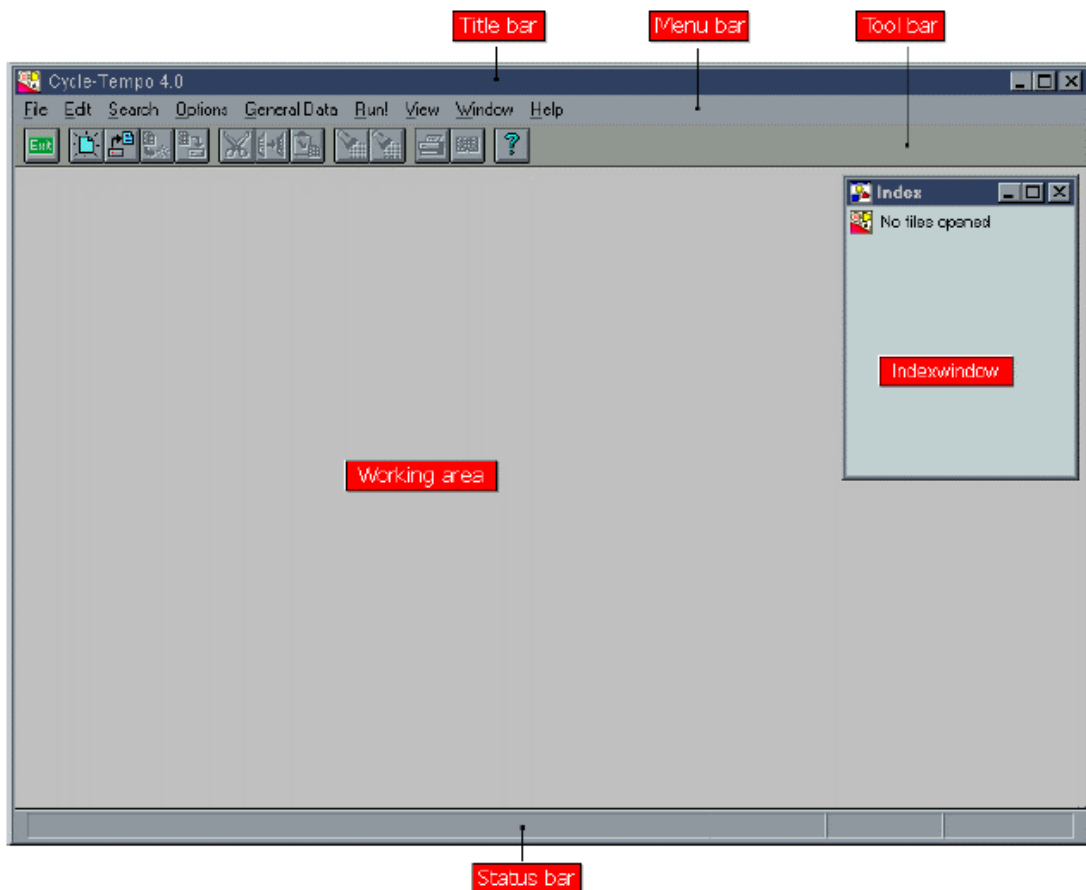 Title bar Menu bar Tool bar
Cycle-Tempo 4.0
File Edit Search Options General Data Run! View Window Help
Exit ?
Index
No files opened
Indexwindow
Working area
Status bar